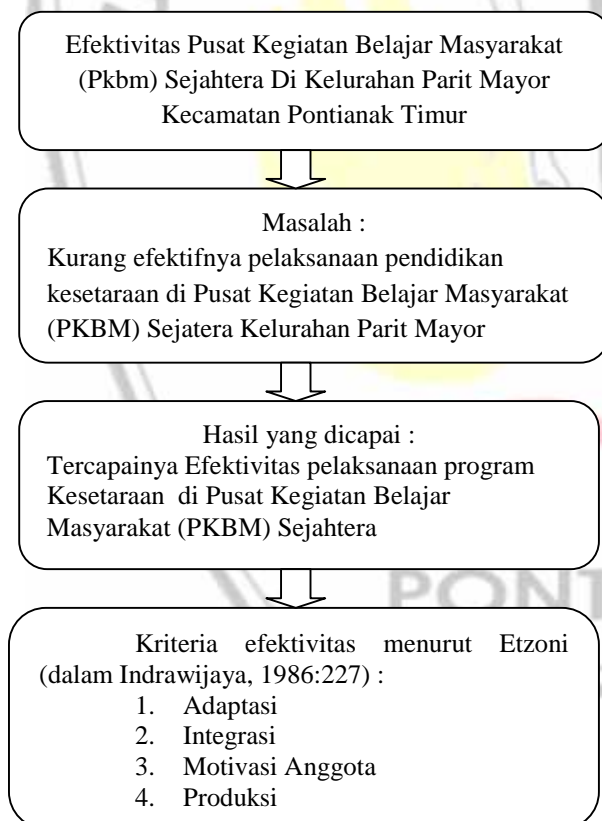 Efektivitas Pusat Kegiatan Belajar Masyarakat
(Pkbm) Sejahtera Di Kelurahan Parit Mayor
Kecamatan Pontianak Timur
Masalah :
Kurang efektifnya pelaksanaan pendidikan
kesetaraan di Pusat Kegiatan Belajar Masyarakat
(PKBM) Sejatera Kelurahan Parit Mayor
Hasil yang dicapai :
Tercapainya Efektivitas pelaksanaan program
Kesetaraan di Pusat Kegiatan Belajar
Masyarakat (PKBM) Sejahtera
PONT
Kriteria efektivitas menurut Etzoni
(dalam Indrawijaya, 1986:227) :
1. Adaptasi
2. Integrasi
3. Motivasi Anggota
4. Produksi